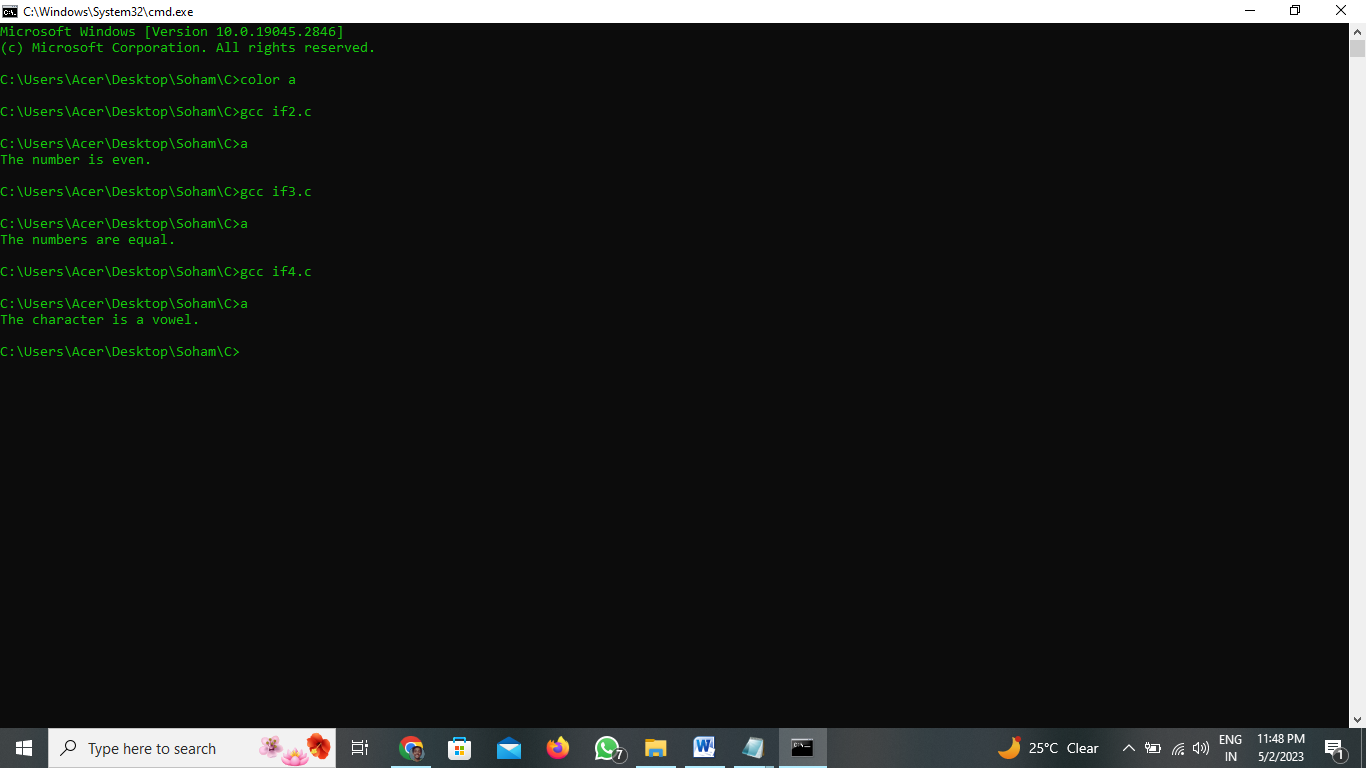 C:\Windows\System32\cmd.exe
Microsoft Windows [Version 10.0.19045.2846]
(c) Microsoft Corporation. All rights reserved.
C:\Users\Acer\Desktop\Soham\C>color a
C:\Users\Acer\Desktop\Soham\C>gcc if2.c
C:\Users\Acer\Desktop\Soham\C>a
The number is even.
C:\Users\Acer\Desktop\Soham\C>gcc if3.c
C:\Users\Acer\Desktop\Soham\C>a
The numbers are equal.
C:\Users\Acer\Desktop\Soham\C>gcc if4.c
C:\Users\Acer\Desktop\Soham\C>a
The character is a vowel.
C:\Users\Acer\Desktop\Soham\C>
Type here to search
7
W
25°C Clear
ENG
IN
11:48 PM
5/2/2023
1